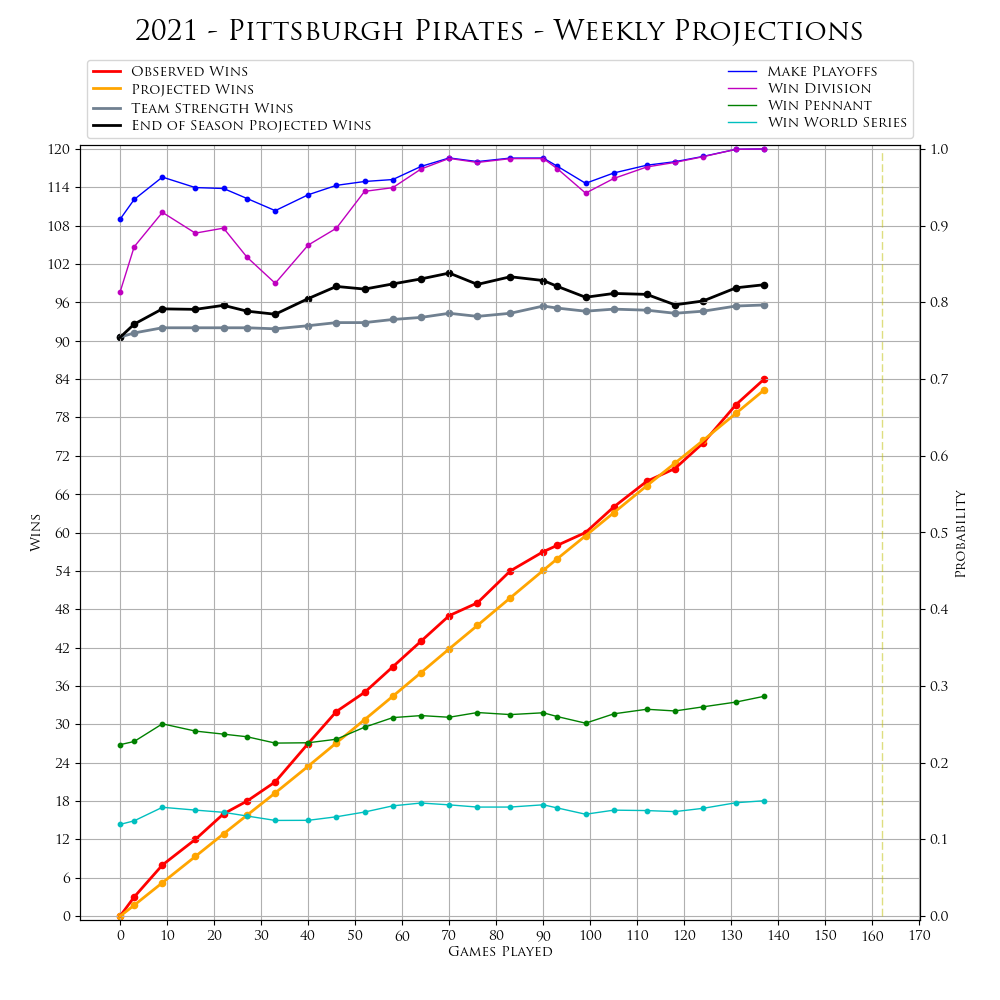 2021 - Pittsburgh Pirates - Weekly Projections
Observed Wins
Projected Wins
Team Strength Wins
End of Season Projected Wins
Make Playoffs
Win Division
Win Pennant
Win World Series
120
114
108
102
96
90
84
78
72
66
60
54
48
42
36
30
24
18
12
6
0
Wins
1.0
0.9
0.8
0.7
0.6
0.5
0.4
0.3
0.2
0.1
0.0
Probability
0 10 20 30 40 50 60 70 80 90 100 110 120 130 140 150 160 170
Games Played